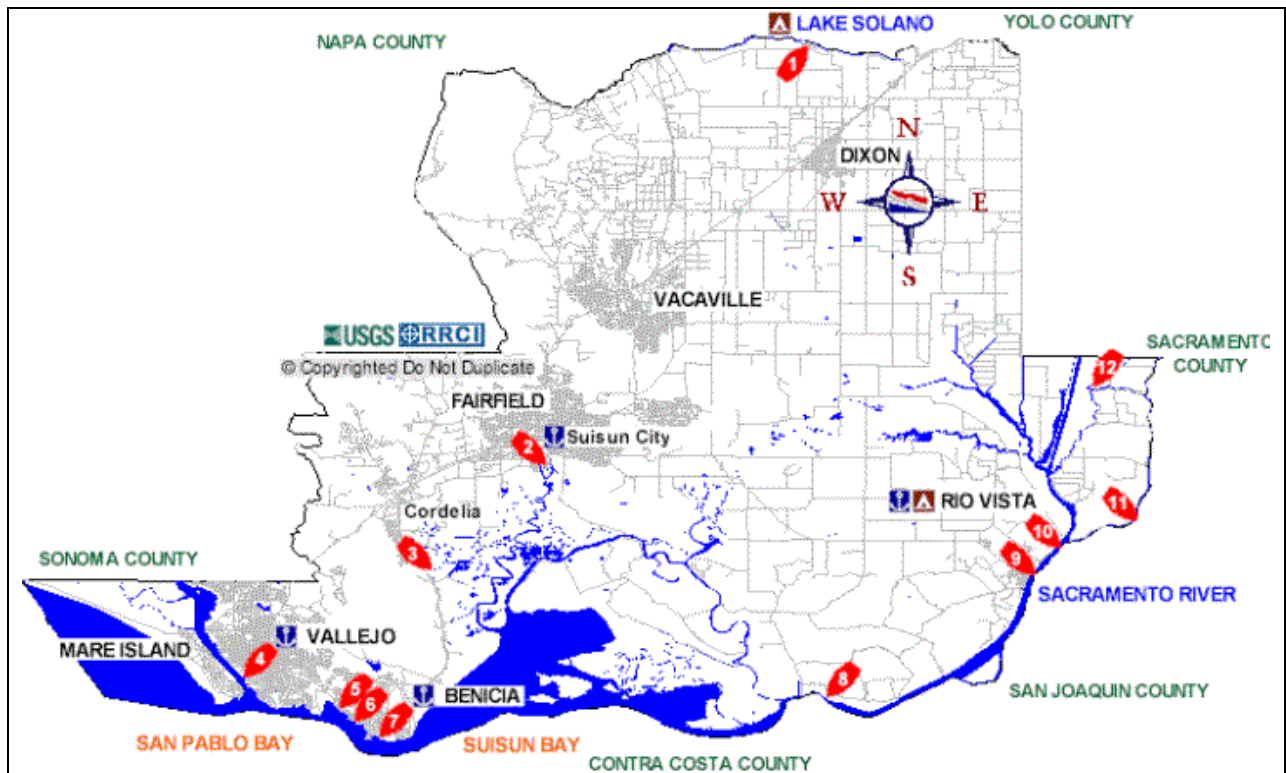 LAKE SOLANO
YOLO COUNTY
NAPA COUNTY
1
N
DIXON
W
E
S
VACAVILLE
USGS RRCI
© Copyrighted Do Not Duplicate
SACRAMENTO
COUNTY
12
FAIRFIELD
2
Suisun City
RIO VISTA
11
Cordelia
10
3
9
SONOMA COUNTY
SACRAMENTO RIVER
VALLEJO
MARE ISLAND
4
8
SAN JOAQUIN COUNTY
5
6
7
BENICIA
SAN PABLO BAY
SUISUN BAY
CONTRA COSTA COUNTY